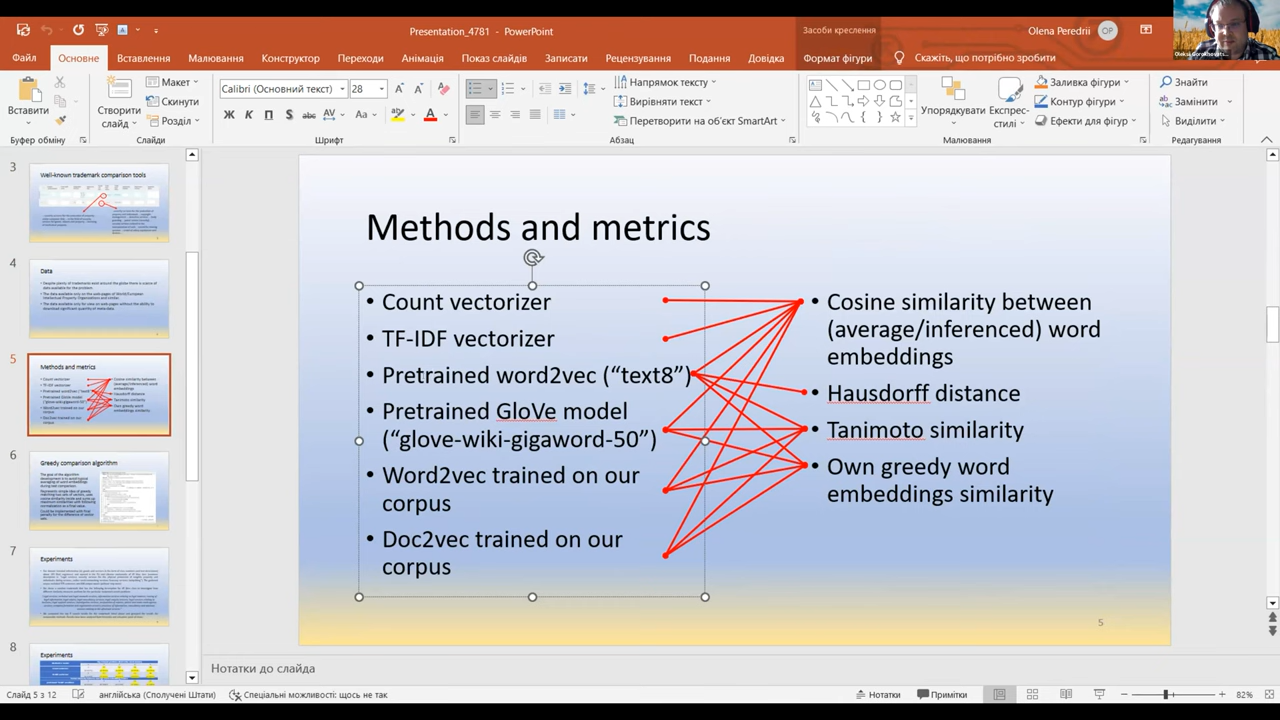 Presentation_4781 - PowerPoint
Засоби креслення
Olena Peredrii
OP
Файл Основне Вставлення Малювання Конструктор Переходи Анімація Показ слайдів Записати Рецензування Подання Довідка Формат фігури Скажіть, що потрібно зробити
Вставити
Буфер обміну
Створити
слайд
Макет
Скинути
Розділ
Слайди
Calibri (Основной текст) 28
Ж К П S abc AV Aa A
Шрифт
Напрямок тексту
Вирівняти текст
Перетворити на об'єкт SmartArt
Абзац
Упорядкувати
Експрес-
стилі
Заливка фігури
Контур фігури
Ефекти для фігур
Малювання
Знайти
Замінити
Виділити
Редагування
3
Well-known trademark comparison tools
4
Data
5
Methods and metrics
6
Greedy comparison algorithm
7
Experiments
8
Experiments
Methods and metrics
• Count vectorizer
• TF-IDF vectorizer
• Pretrained word2vec (“text8”)
• Pretrained GloVe model
(“glove-wiki-gigaword-50”)
• Word2vec trained on our
corpus
• Doc2vec trained on our
corpus
• Cosine similarity between
(average/inferenced) word
embeddings
• Hausdorff distance
• Tanimoto similarity
• Own greedy word
embeddings similarity
5
Нотатки до слайда
Слайд 5 з 12 англійська (Сполучені Штати) Спеціальні можливості: щось не так Нотатки Примітки 82%